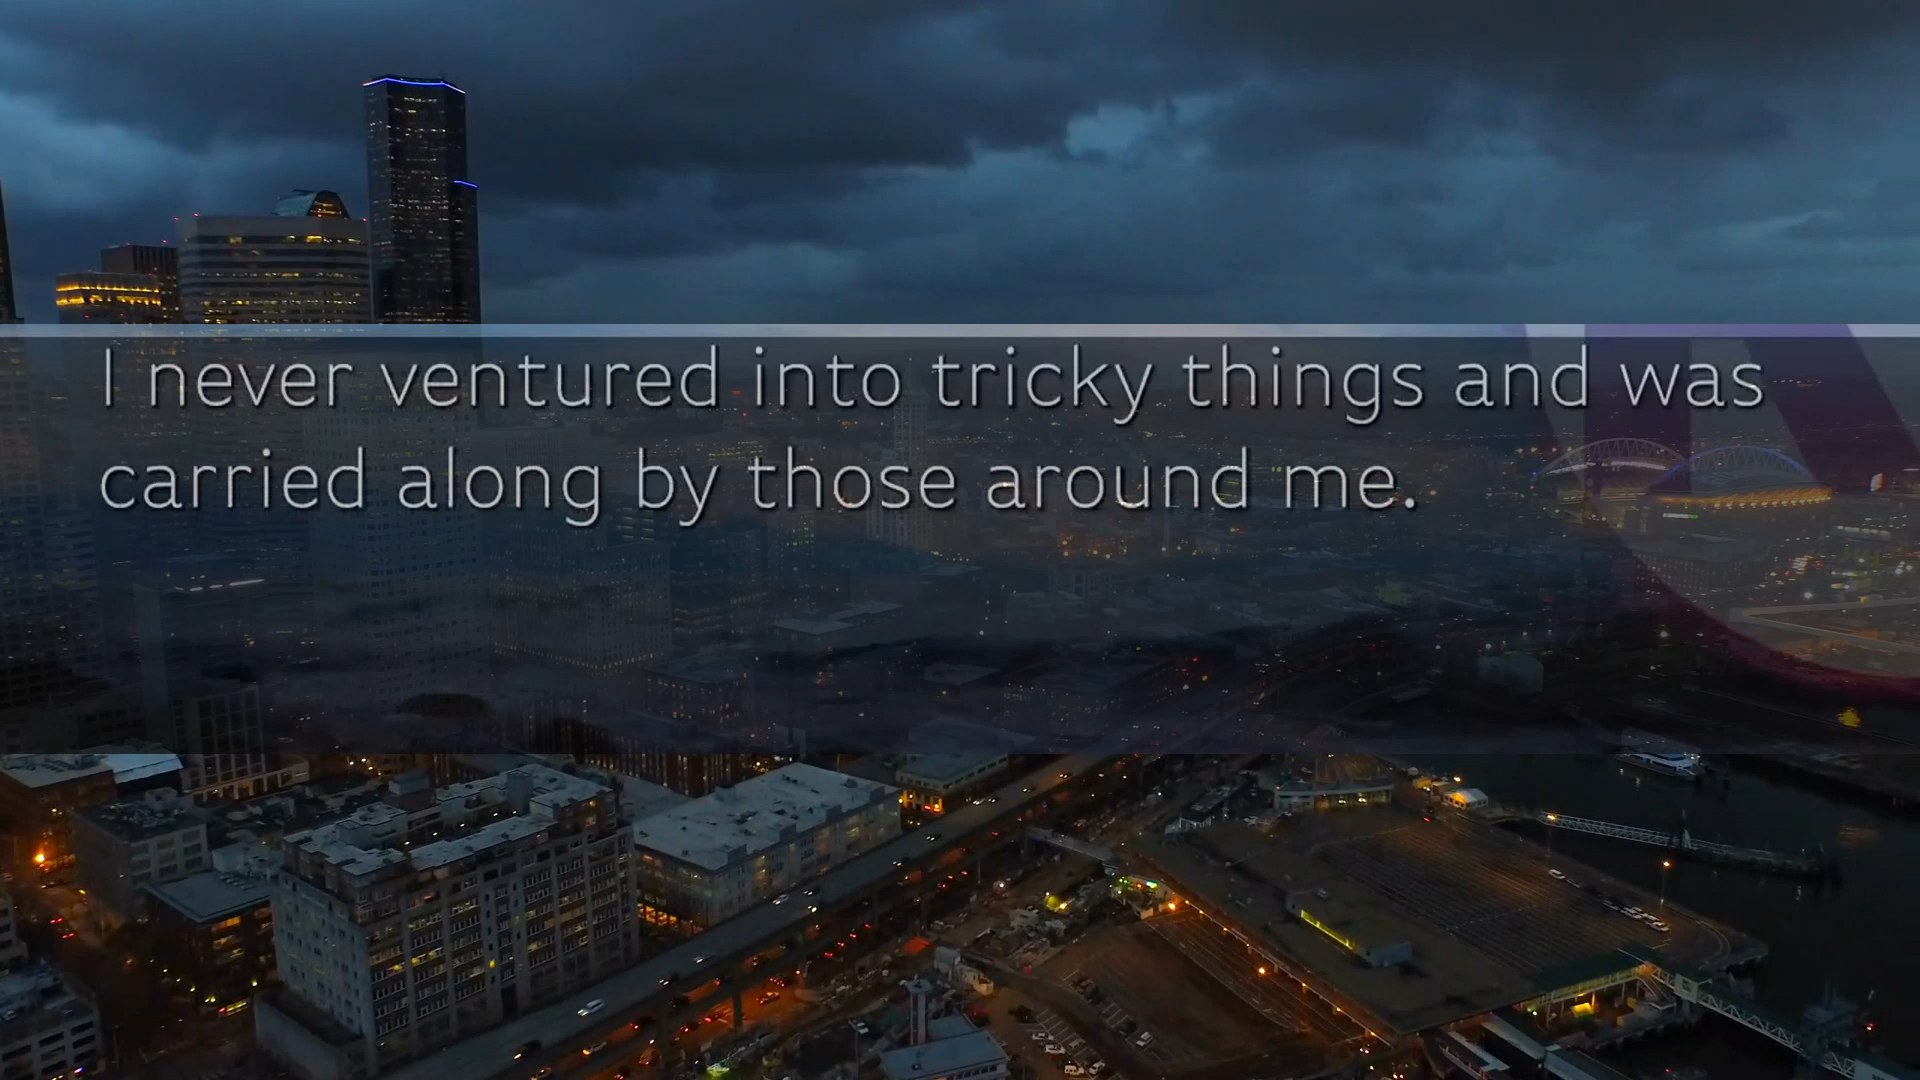 I never ventured into tricky things and was
carried along by those around me.